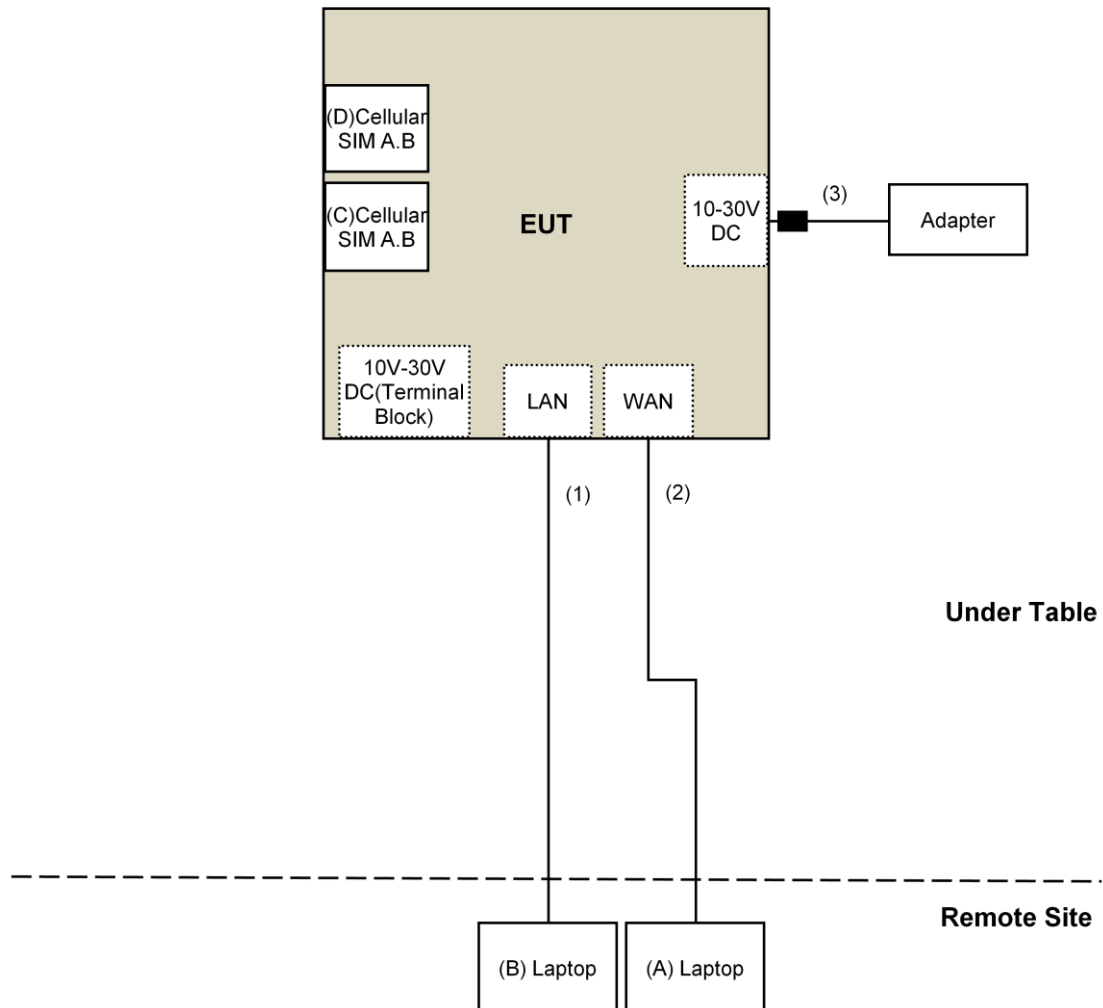 (D)Cellular
SIM A.B
(C)Cellular
SIM A.B
EUT
10-30V
DC
(3)
Adapter
10V-30V
DC(Terminal
Block)
LAN
WAN
(1)
(2)
Under Table
Remote Site
(B) Laptop
(A) Laptop